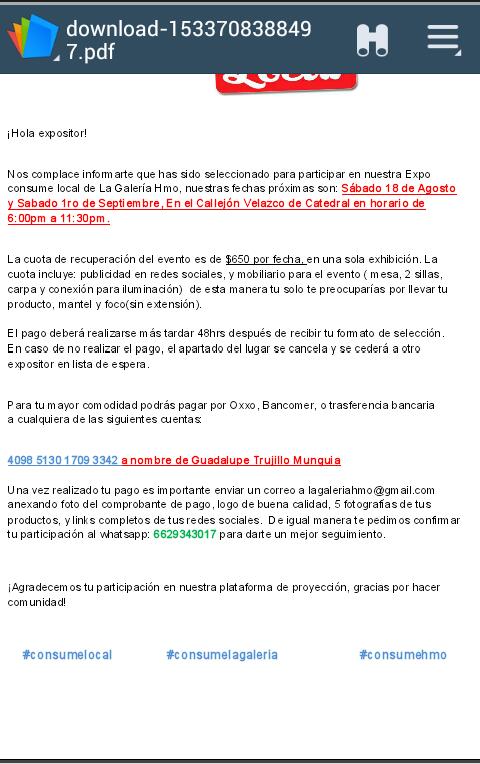 download-153370838849
7.pdf
Local
¡Hola expositor!
Nos complace informarte que has sido seleccionado para participar en nuestra Expo
consume local de La Galería Hmo, nuestras fechas próximas son: Sábado 18 de Agosto
y Sabado 1ro de Septiembre, En el Callejón Velazco de Catedral en horario de
6:00pm a 11:30pm.
La cuota de recuperación del evento es de $650 por fecha, en una sola exhibición. La
cuota incluye: publicidad en redes sociales, y mobiliario para el evento ( mesa, 2 sillas,
carpa y conexión para iluminación) de esta manera tu solo te preocuparías por llevar tu
producto, mantel y foco(sin extensión).
El pago deberá realizarse más tardar 48hrs después de recibir tu formato de selección.
En caso de no realizar el pago, el apartado del lugar se cancela y se cederá a otro
expositor en lista de espera.
Para tu mayor comodidad podrás pagar por Oxxo, Bancomer, o trasferencia bancaria
a cualquiera de las siguientes cuentas:
4098 5130 1709 3342 a nombre de Guadalupe Trujillo Munguia
Una vez realizado tu pago es importante enviar un correo a lagaleriahmo@gmail.com
anexando foto del comprobante de pago, logo de buena calidad, 5 fotografías de tus
productos, y links completos de tus redes sociales. De igual manera te pedimos confirmar
tu participación al whatsapp: 6629343017 para darte un mejor seguimiento.
¡Agradecemos tu participación en nuestra plataforma de proyección, gracias por hacer
comunidad!
#consumelocal #consumelagaleria #consumehmo